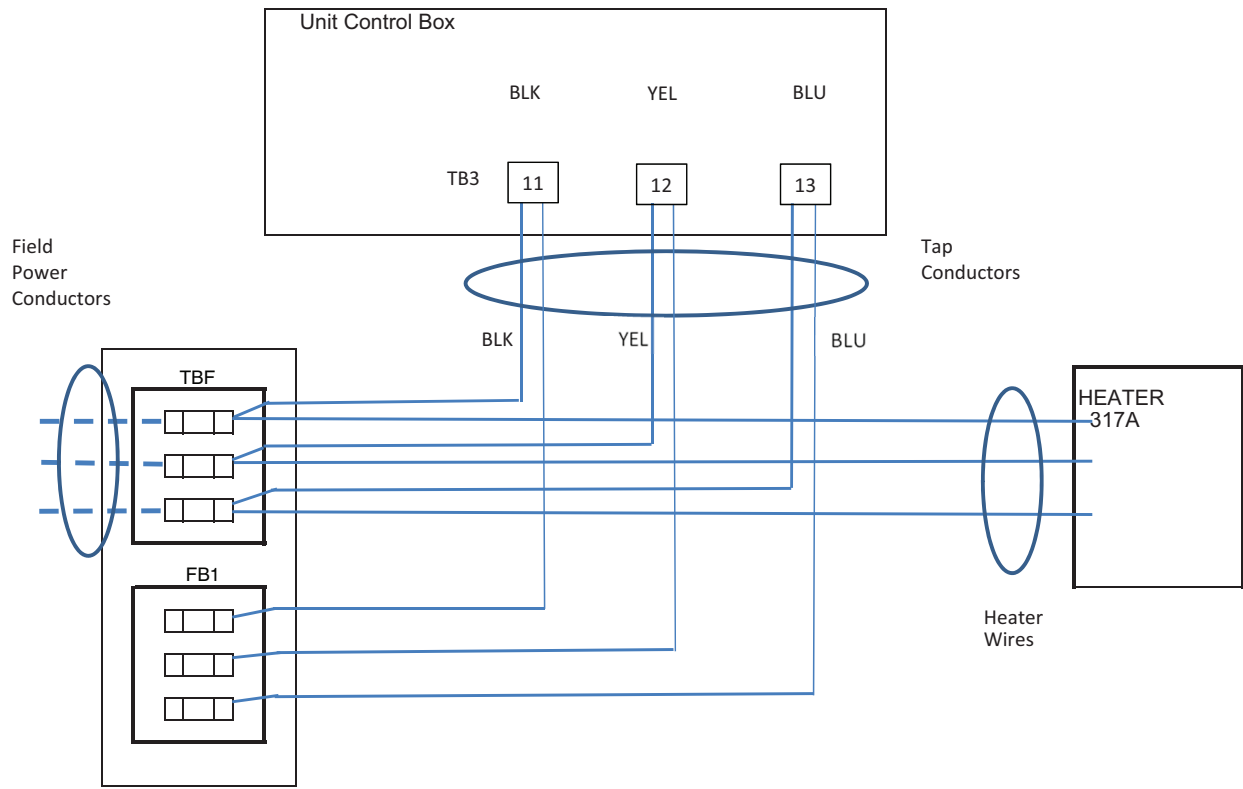 Unit Control Box
BLK YEL BLU
TB3 11 12 13
Field
Power
Conductors
Tap
Conductors
BLK YEL BLU
TBF
HEATER
317A
FB1
Heater
Wires